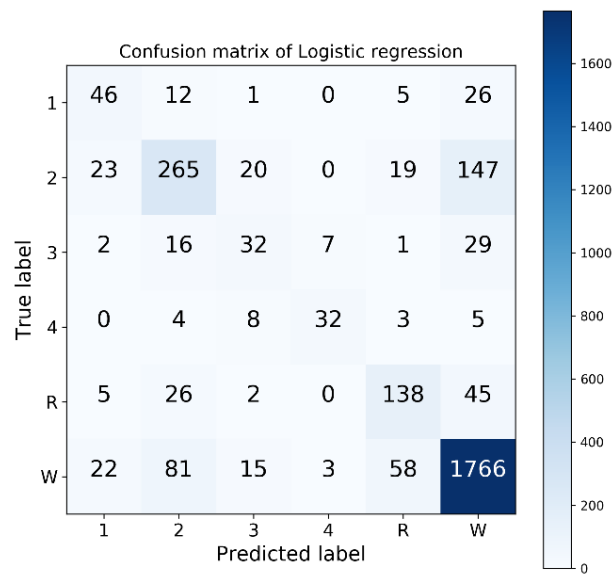 Confusion matrix of Logistic regression
1 46 12 1 0 5 26
2 23 265 20 0 19 147
3 2 16 32 7 1 29
4 0 4 8 32 3 5
R 5 26 2 0 138 45
W 22 81 15 3 58 1766
1 2 3 4 R W
True label
Predicted label
1600
1400
1200
1000
800
600
400
200
0